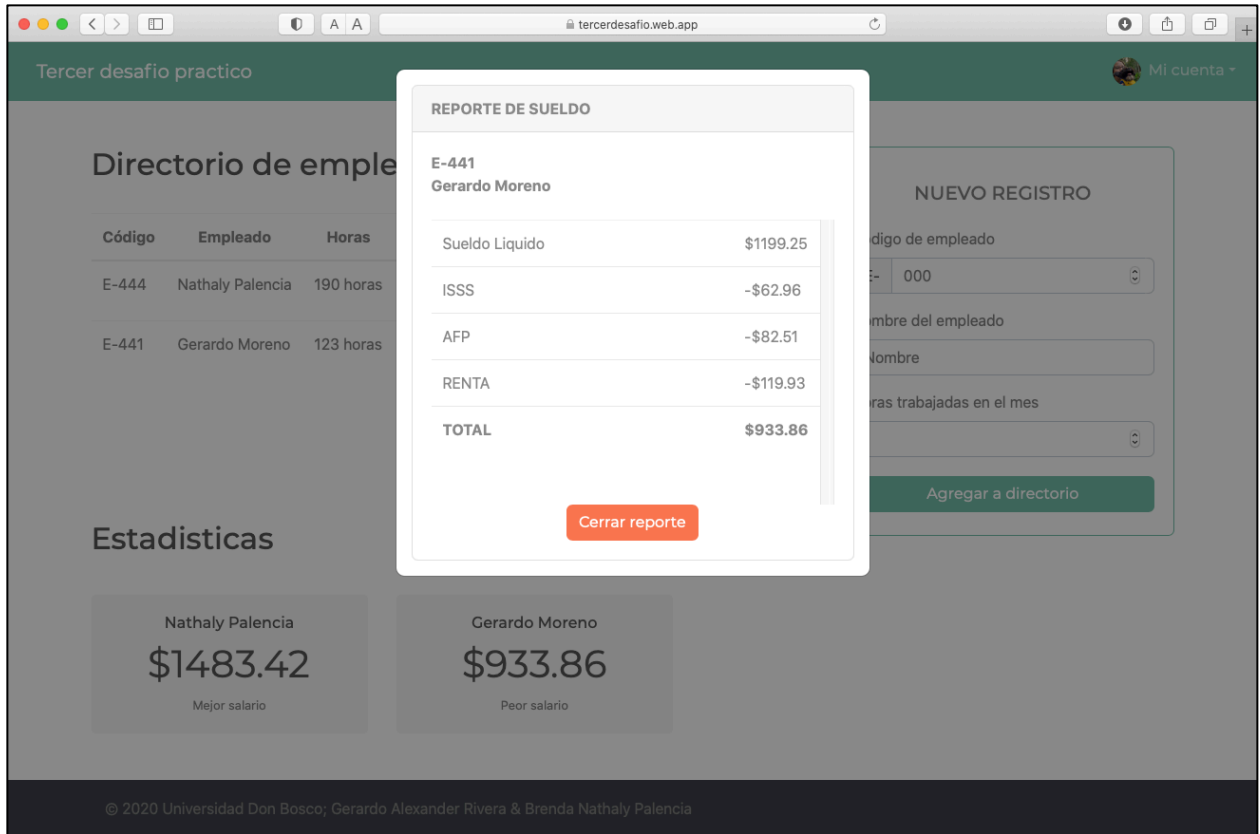 A A
tercerdesafio.web.app
Tercer desafio practico
Mi cuenta
REPORTE DE SUELDO
E-441
Gerardo Moreno
Sueldo Liquido $1199.25
ISSS -$62.96
AFP -$82.51
RENTA -$119.93
TOTAL $933.86
Cerrar reporte
Directorio de emple
Código Empleado Horas
E-444 Nathaly Palencia 190 horas
E-441 Gerardo Moreno 123 horas
NUEVO REGISTRO
digo de empleado
E- 000
mbre del empleado
Nombre
ras trabajadas en el mes
Agregar a directorio
Estadisticas
Nathaly Palencia
$1483.42
Mejor salario
Gerardo Moreno
$933.86
Peor salario
© 2020 Universidad Don Bosco; Gerardo Alexander Rivera & Brenda Nathaly Palencia